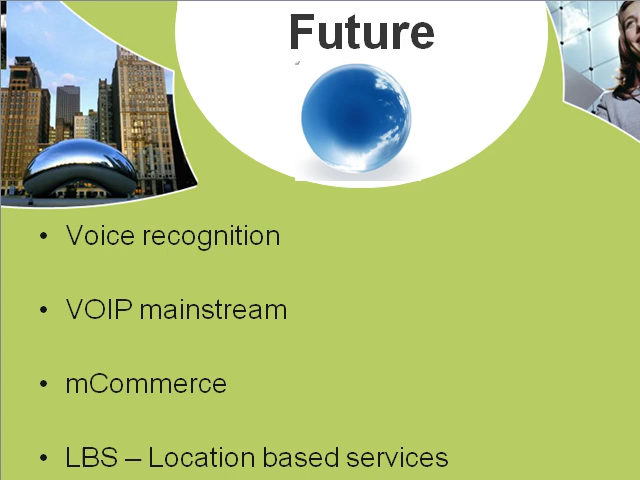 Future
• Voice recognition
• VOIP mainstream
• mCommerce
• LBS – Location based services